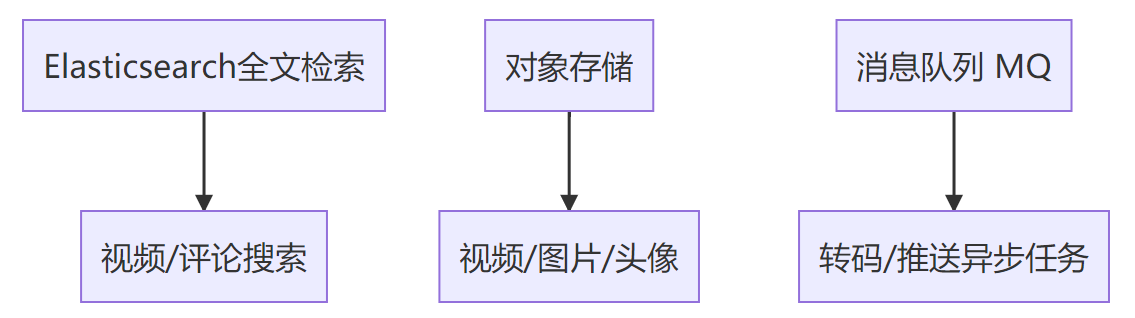 Elasticsearch全文检索
对象存储
消息队列 MQ
视频/评论搜索
视频/图片/头像
转码/推送异步任务